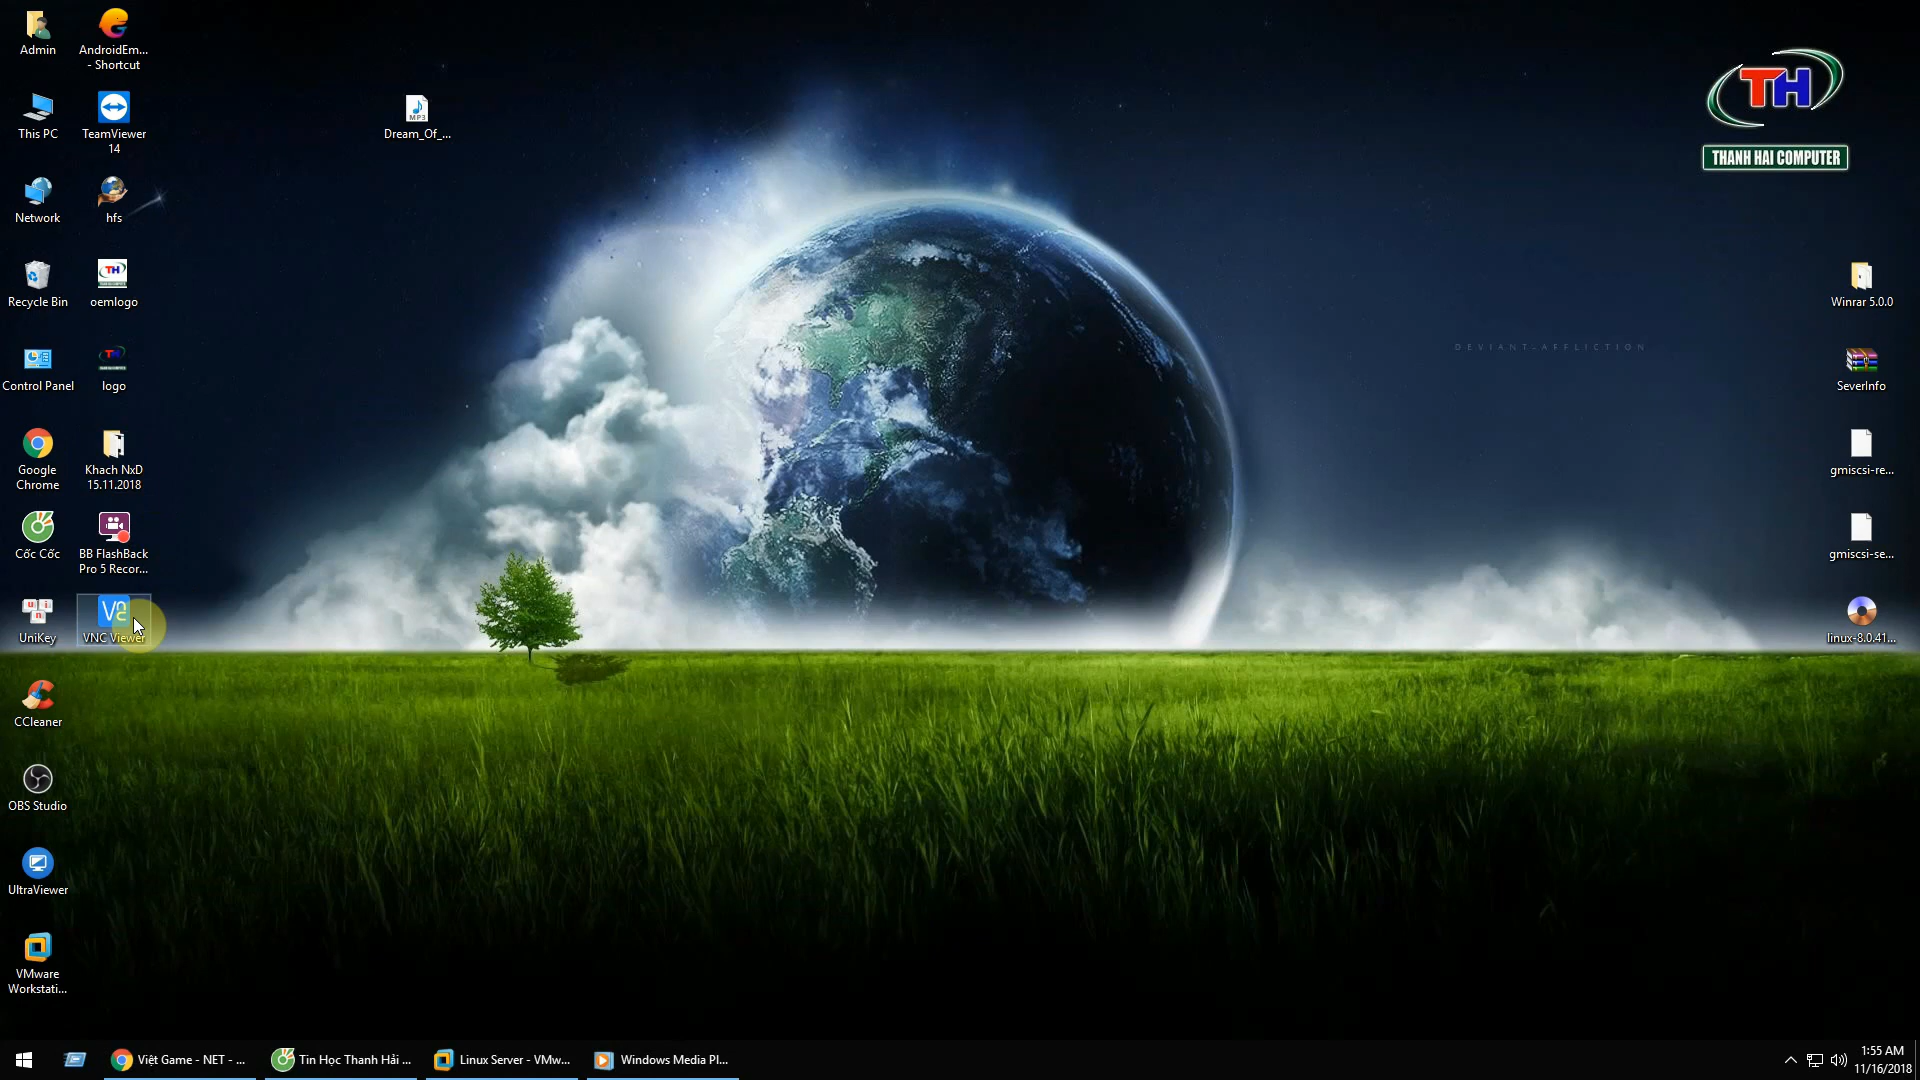 Admin
This PC
Network
Recycle Bin
Control Panel
Google
Chrome
Cốc Cốc
UniKey
CCleaner
OBS Studio
UltraViewer
VMware
Workstati...
AndroidEm...
- Shortcut
TeamViewer
14
hfs
TH
oemlogo
TH
logo
Khach NxD
15.11.2018
BB FlashBack
Pro 5 Recor...
VNC Viewer
MP3
Dream_Of_...
TH
THANH HAI COMPUTER
DEVIANT-AFFLICTION
Winrar 5.0.0
SeverInfo
gmiscsi-re...
gmiscsi-se...
linux-8.0.41...
Việt Game - NET - ...
Tin Học Thanh Hải ...
Linux Server - VMw...
Windows Media Pl...
1:55 AM
11/16/2018